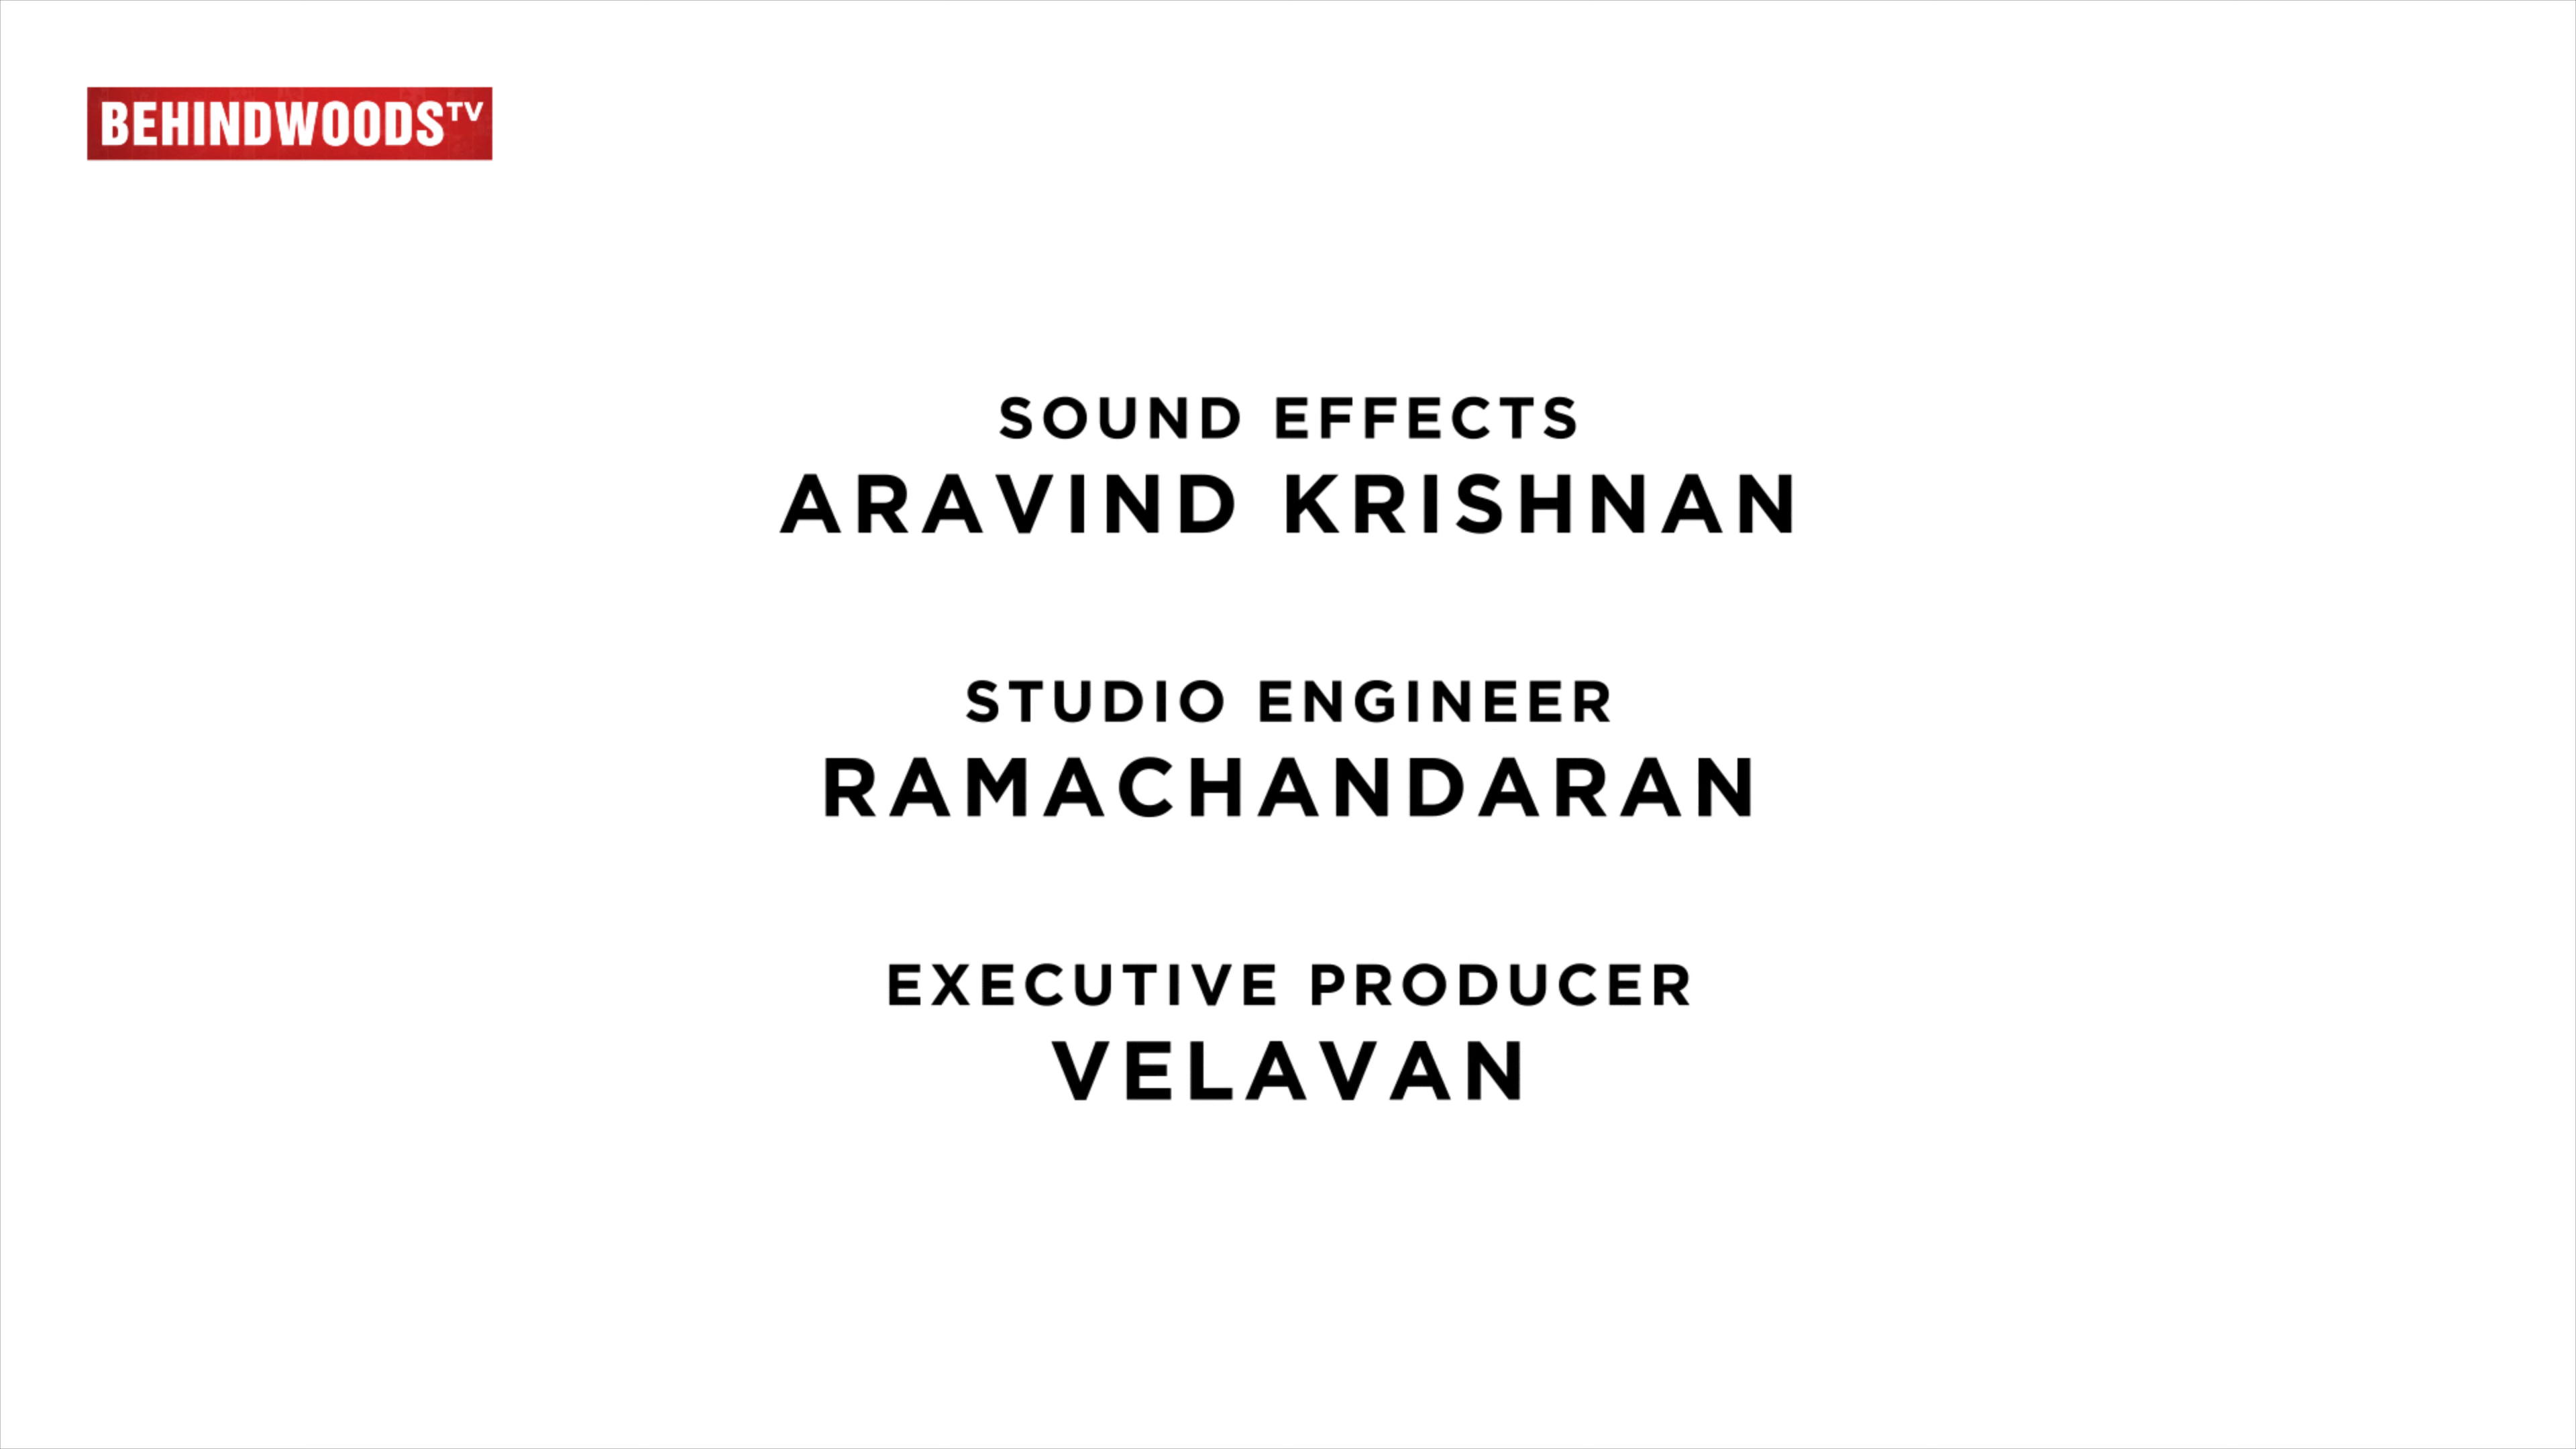 BEHINDWOODSTV
SOUND EFFECTS
ARAVIND KRISHNAN
STUDIO ENGINEER
RAMACHANDARAN
EXECUTIVE PRODUCER
VELAVAN